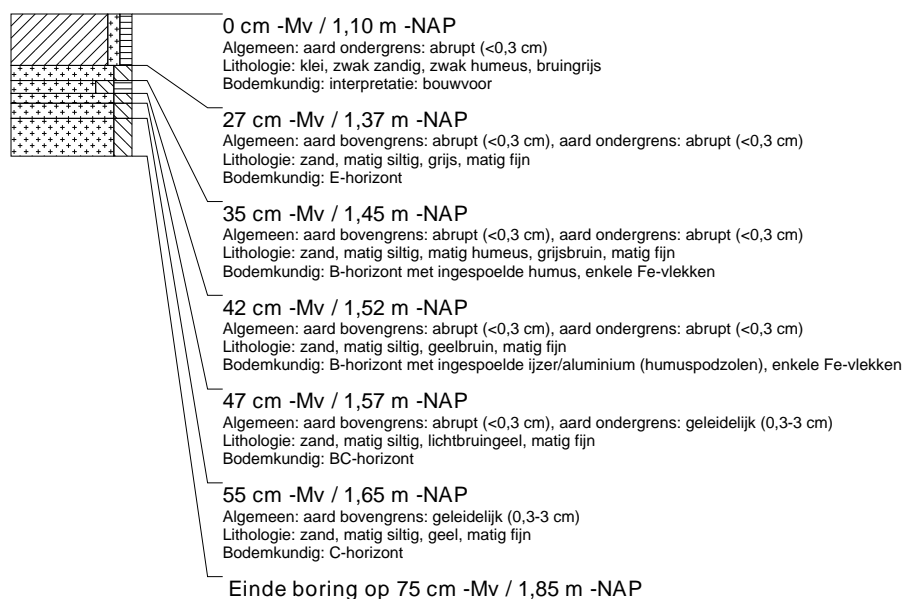 0 cm -Mv / 1,10 m -NAP
Algemeen: aard ondergrens: abrupt (<0,3 cm)
Lithologie: klei, zwak zandig, zwak humeus, bruingrijs
Bodemkundig: interpretatie: bouwvoor
27 cm -Mv / 1,37 m -NAP
Algemeen: aard bovengrens: abrupt (<0,3 cm), aard ondergrens: abrupt (<0,3 cm)
Lithologie: zand, matig siltig, grijs, matig fijn
Bodemkundig: E-horizont
35 cm -Mv / 1,45 m -NAP
Algemeen: aard bovengrens: abrupt (<0,3 cm), aard ondergrens: abrupt (<0,3 cm)
Lithologie: zand, matig siltig, matig humeus, grijsbruin, matig fijn
Bodemkundig: B-horizont met ingespoelde humus, enkele Fe-vlekken
42 cm -Mv / 1,52 m -NAP
Algemeen: aard bovengrens: abrupt (<0,3 cm), aard ondergrens: abrupt (<0,3 cm)
Lithologie: zand, matig siltig, geelbruin, matig fijn
Bodemkundig: B-horizont met ingespoelde ijzer/aluminium (humuspodzolen), enkele Fe-vlekken
47 cm -Mv / 1,57 m -NAP
Algemeen: aard bovengrens: abrupt (<0,3 cm), aard ondergrens: geleidelijk (0,3-3 cm)
Lithologie: zand, matig siltig, lichtbruingeel, matig fijn
Bodemkundig: BC-horizont
55 cm -Mv / 1,65 m -NAP
Algemeen: aard bovengrens: geleidelijk (0,3-3 cm)
Lithologie: zand, matig siltig, geel, matig fijn
Bodemkundig: C-horizont
Einde boring op 75 cm -Mv / 1,85 m -NAP